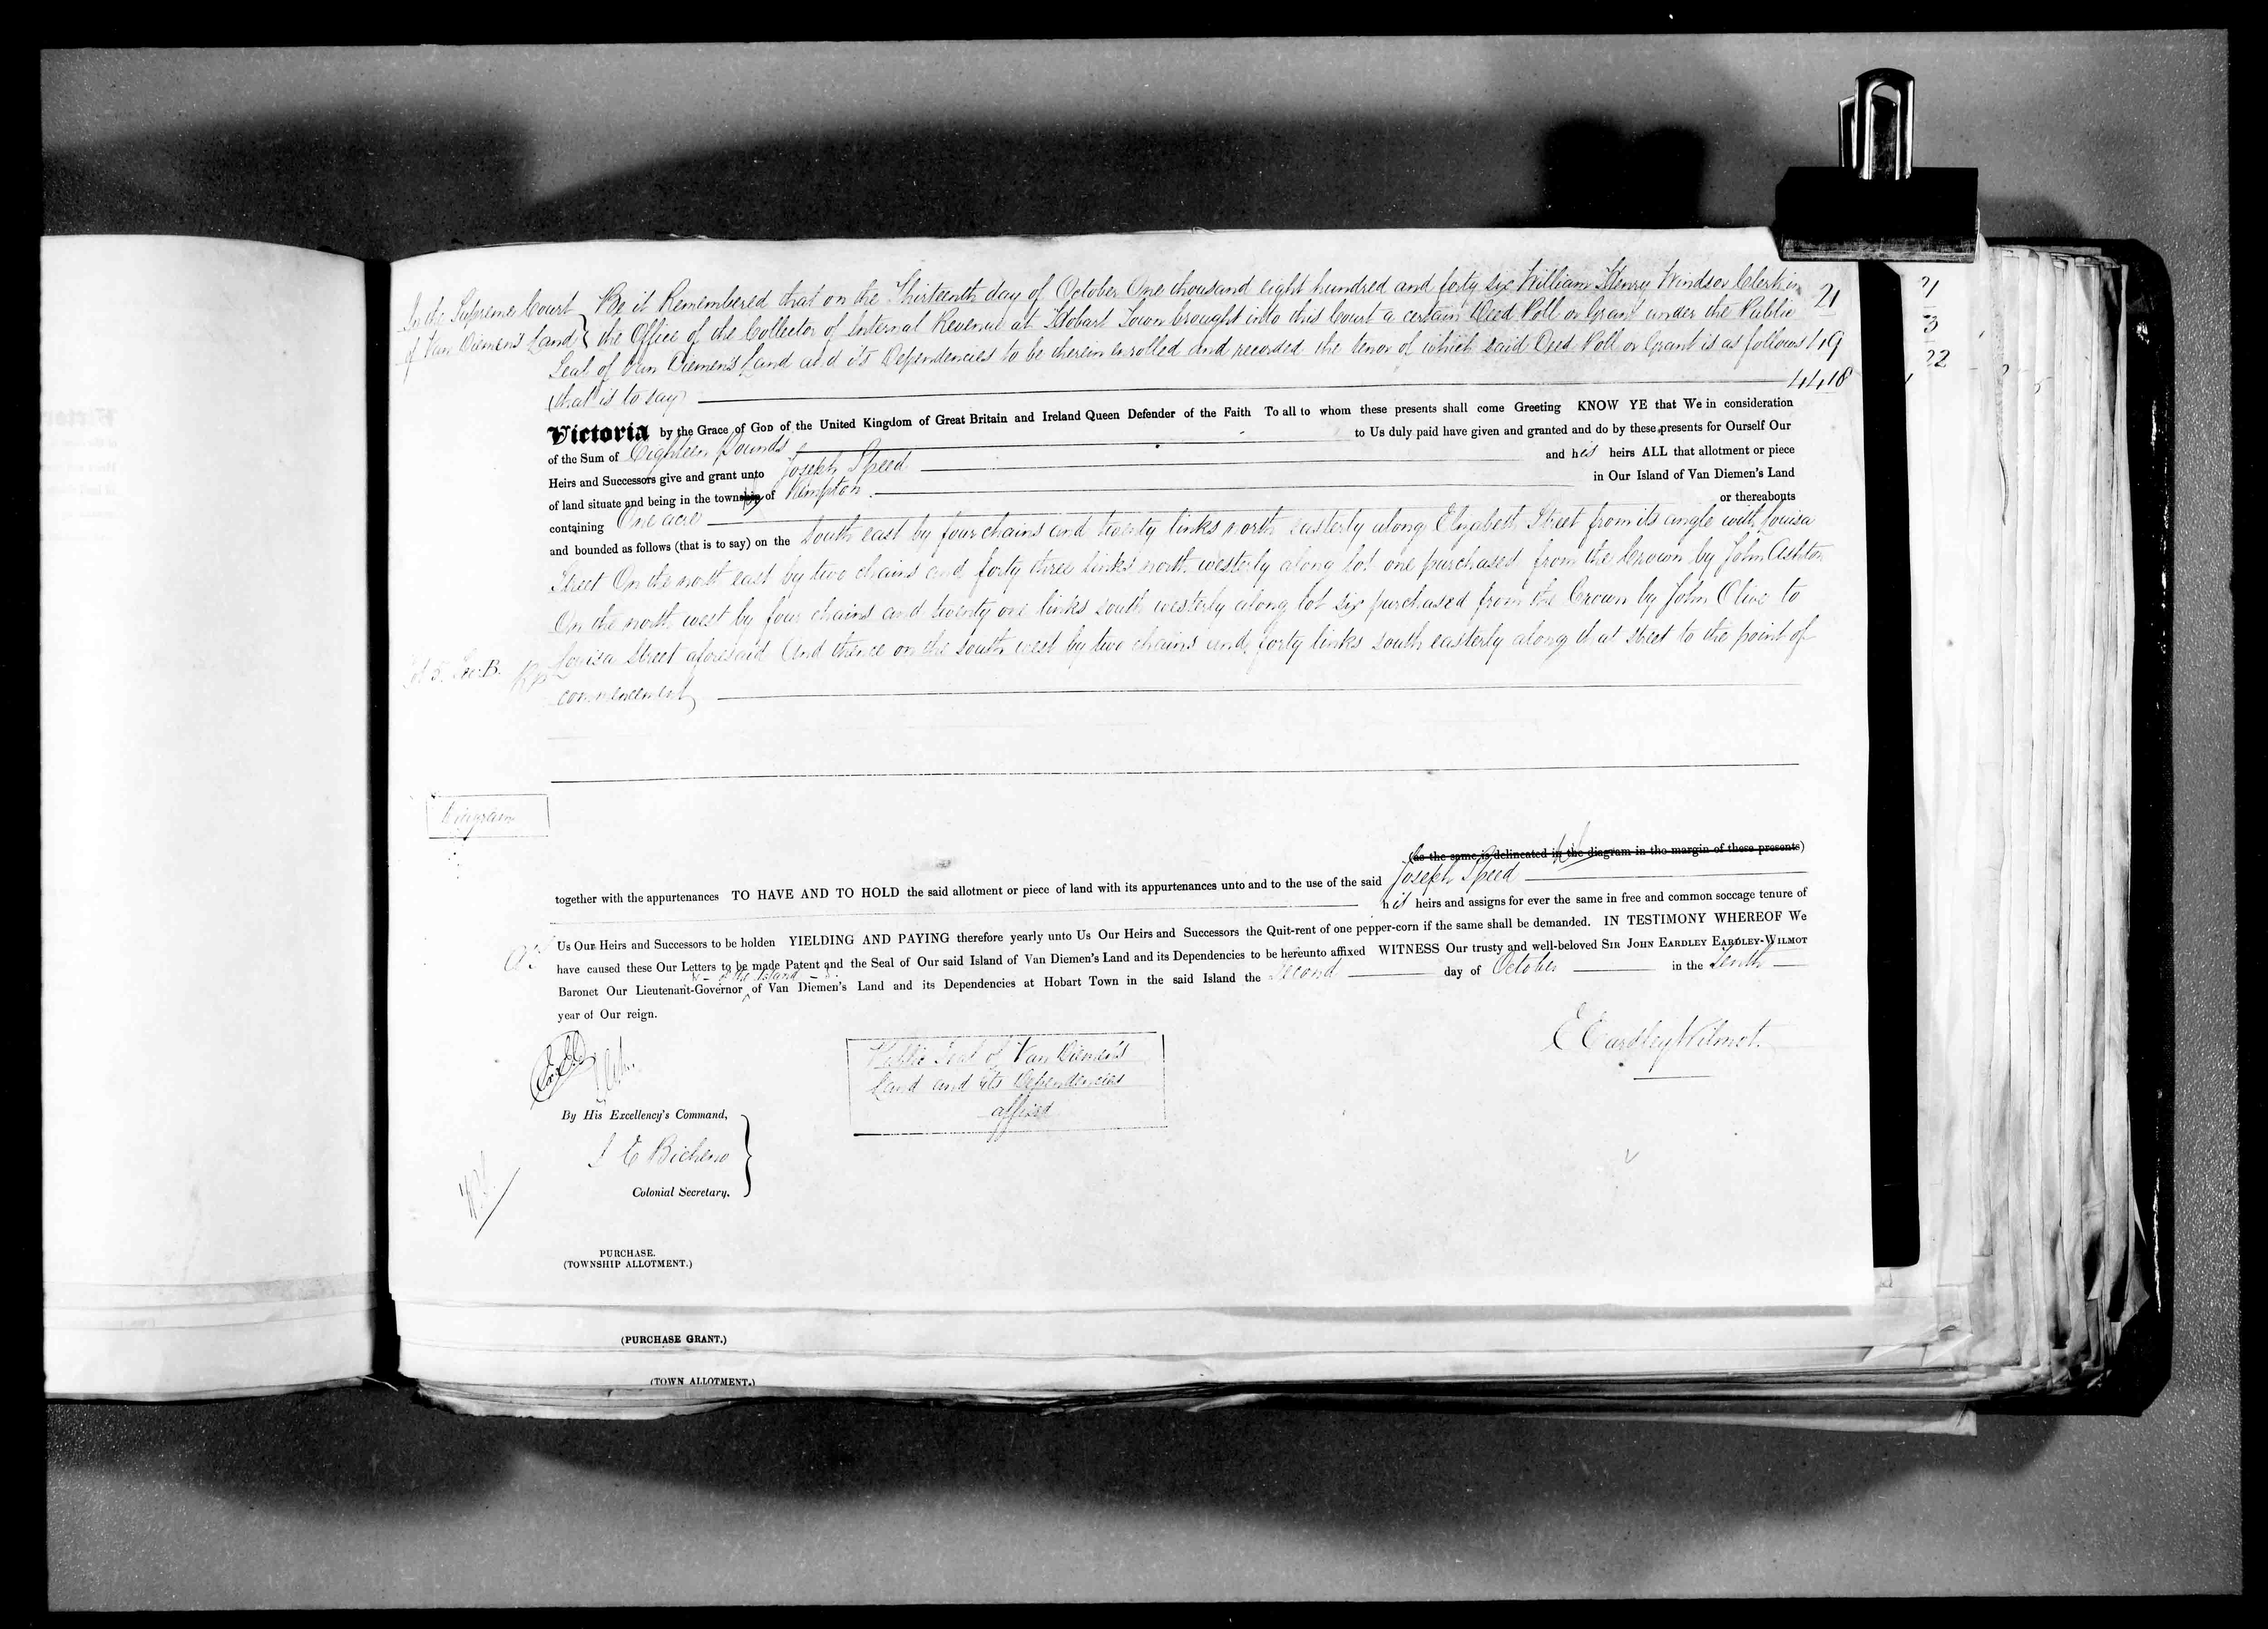 In the Supreme Court Be it Remembered that on the Thirteenth day of October One thousand eight hundred and forty six William Henry Windsor Clerk in 21
of Van Diemen's Land } the Office of the Collector of Internal Revenue at Hobart Town brought into this Court a certain Deed Poll or Grant under the Public
Seal of Van Diemen's Land and its Dependencies to be therein enrolled and recorded the tenor of which said Deed Poll or Grant is as follows
(that is to say)
Victoria by the Grace of God of the United Kingdom of Great Britain and Ireland Queen Defender of the Faith To all to whom these presents shall come Greeting KNOW YE that We in consideration
of the Sum of Eighteen Pounds to Us duly paid have given and granted and do by these presents for Ourself Our
Heirs and Successors give and grant unto Joseph Speed and his heirs ALL that allotment or piece
of land situate and being in the township of Kempton in Our Island of Van Diemen's Land
containing One acre or thereabouts
and bounded as follows (that is to say) on the South east by four chains and twenty links north easterly along Elizabeth Street from its angle with Louisa
Street On the north east by two chains and forty three links north westerly along lot one purchased from the Crown by John Ashton
On the north west by four chains and twenty one links south westerly along lot six purchased from the Crown by John Olive to
Louisa Street aforesaid And thence on the south west by two chains and forty links south easterly along that street to the point of
Lot 5. Sec. B.
commencement
Diagram
(as the same is delineated in the diagram in the margin of these presents)
together with the appurtenances TO HAVE AND TO HOLD the said allotment or piece of land with its appurtenances unto and to the use of the said Joseph Speed
his heirs and assigns for ever the same in free and common soccage tenure of
Us Our Heirs and Successors to be holden YIELDING AND PAYING therefore yearly unto Us Our Heirs and Successors the Quit-rent of one pepper-corn if the same shall be demanded. IN TESTIMONY WHEREOF We
have caused these Our Letters to be made Patent and the Seal of Our said Island of Van Diemen's Land and its Dependencies to be hereunto affixed WITNESS Our trusty and well-beloved SIR JOHN EARDLEY EARDLEY-WILMOT
of the Island
Baronet Our Lieutenant-Governor of Van Diemen's Land and its Dependencies at Hobart Town in the said Island the Second day of October in the Tenth
year of Our reign.
E Eardley Wilmot
Public Seal of Van Diemen's
Land and its Dependencies
affixed
By His Excellency's Command,
J E Bicheno
Colonial Secretary.
PURCHASE.
(TOWNSHIP ALLOTMENT.)
(PURCHASE GRANT.)
(TOWN ALLOTMENT.)
21
3
22